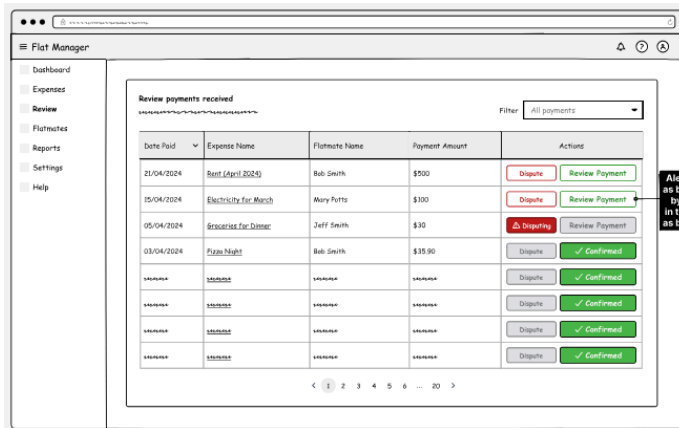 Flat Manager
Dashboard
Expenses
Review
Flatmates
Reports
Settings
Help
Review payments received
Filter All payments
Date Paid Expense Name Flatmate Name Payment Amount Actions
21/04/2024 Rent (April 2024) Bob Smith $500 Dispute Review Payment
15/04/2024 Electricity for March Mary Potts $100 Dispute Review Payment
05/04/2024 Groceries for Dinner Jeff Smith $30 Disputing Review Payment
03/04/2024 Pizza Night Bob Smith $35.90 Dispute Confirmed
Dispute Confirmed
Dispute Confirmed
Dispute Confirmed
Dispute Confirmed
< 1 2 3 4 5 6 ... 20 >
Ale
as b
by
in t
as b